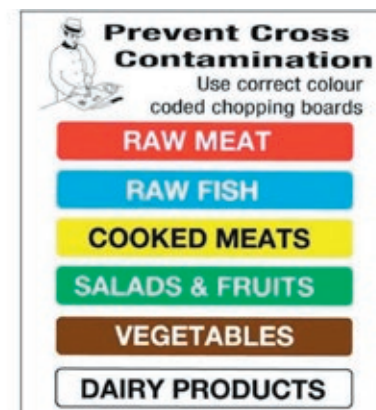 Prevent Cross
Contamination
Use correct colour
coded chopping boards
RAW MEAT
RAW FISH
COOKED MEATS
SALADS & FRUITS
VEGETABLES
DAIRY PRODUCTS